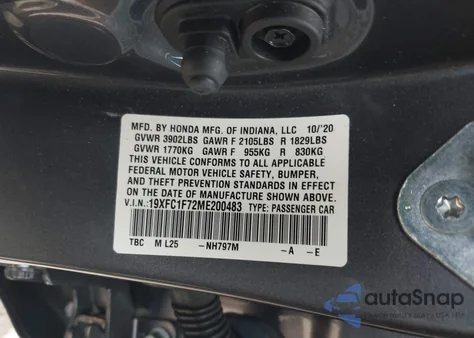 MFD. BY HONDA MFG. OF INDIANA, LLC 10/'20
GVWR 3902LBS GAWR F 2105LBS R 1829LBS
GVWR 1770KG GAWR F 955KG R 830KG
THIS VEHICLE CONFORMS TO ALL APPLICABLE
FEDERAL MOTOR VEHICLE SAFETY, BUMPER,
AND THEFT PREVENTION STANDARDS IN EFFECT
ON THE DATE OF MANUFACTURE SHOWN ABOVE.
V.I.N.:19XFC1F72ME200483 TYPE: PASSENGER CAR
TBC M L25 -NH797M -A -E
autoSnap